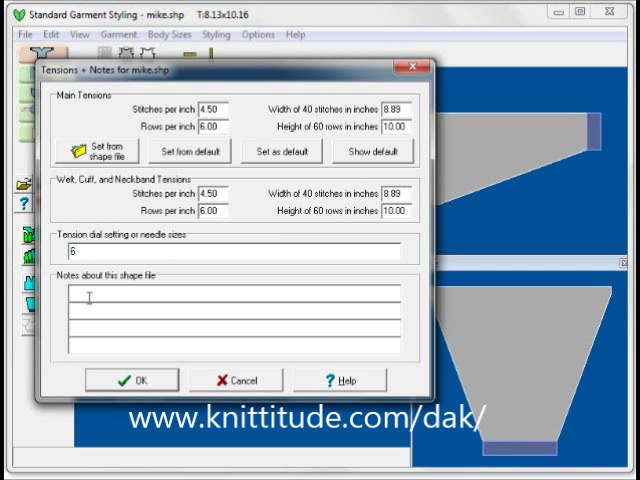 Standard Garment Styling - mike.shp T:8.13x10.16
File Edit View Garment Body Sizes Styling Options Help
Tensions + Notes for mike.shp
Main Tensions
Stitches per inch 4.50 Width of 40 stitches in inches 8.89
Rows per inch 6.00 Height of 60 rows in inches 10.00
Set from shape file Set from default Set as default Show default
Welt, Cuff, and Neckband Tensions
Stitches per inch 4.50 Width of 40 stitches in inches 8.89
Rows per inch 6.00 Height of 60 rows in inches 10.00
Tension dial setting or needle sizes
6
Notes about this shape file
OK Cancel Help
www.knittitude.com/dak/